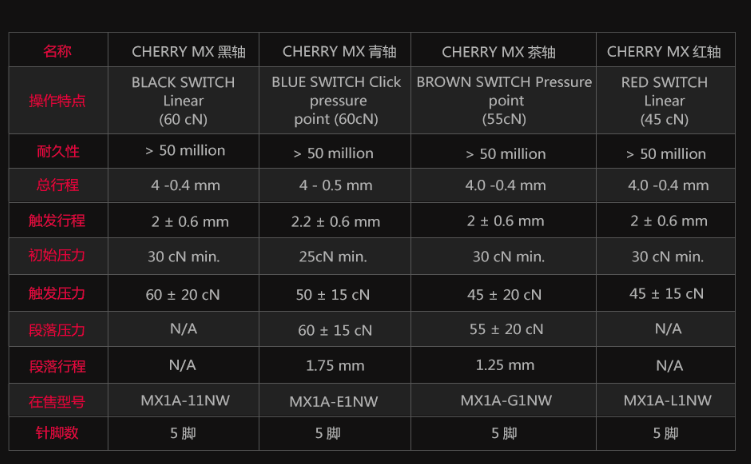 名称 CHERRY MX 黑轴 CHERRY MX 青轴 CHERRY MX 茶轴 CHERRY MX 红轴
操作特点 BLACK SWITCH Linear (60 cN) BLUE SWITCH Click pressure point (60cN) BROWN SWITCH Pressure point (55cN) RED SWITCH Linear (45 cN)
耐久性 > 50 million > 50 million > 50 million > 50 million
总行程 4 -0.4 mm 4 - 0.5 mm 4.0 -0.4 mm 4.0 -0.4 mm
触发行程 2 ± 0.6 mm 2.2 ± 0.6 mm 2 ± 0.6 mm 2 ± 0.6 mm
初始压力 30 cN min. 25cN min. 30 cN min. 30 cN min.
触发压力 60 ± 20 cN 50 ± 15 cN 45 ± 20 cN 45 ± 15 cN
段落压力 N/A 60 ± 15 cN 55 ± 20 cN N/A
段落行程 N/A 1.75 mm 1.25 mm N/A
在售型号 MX1A-11NW MX1A-E1NW MX1A-G1NW MX1A-L1NW
针脚数 5 脚 5 脚 5 脚 5 脚